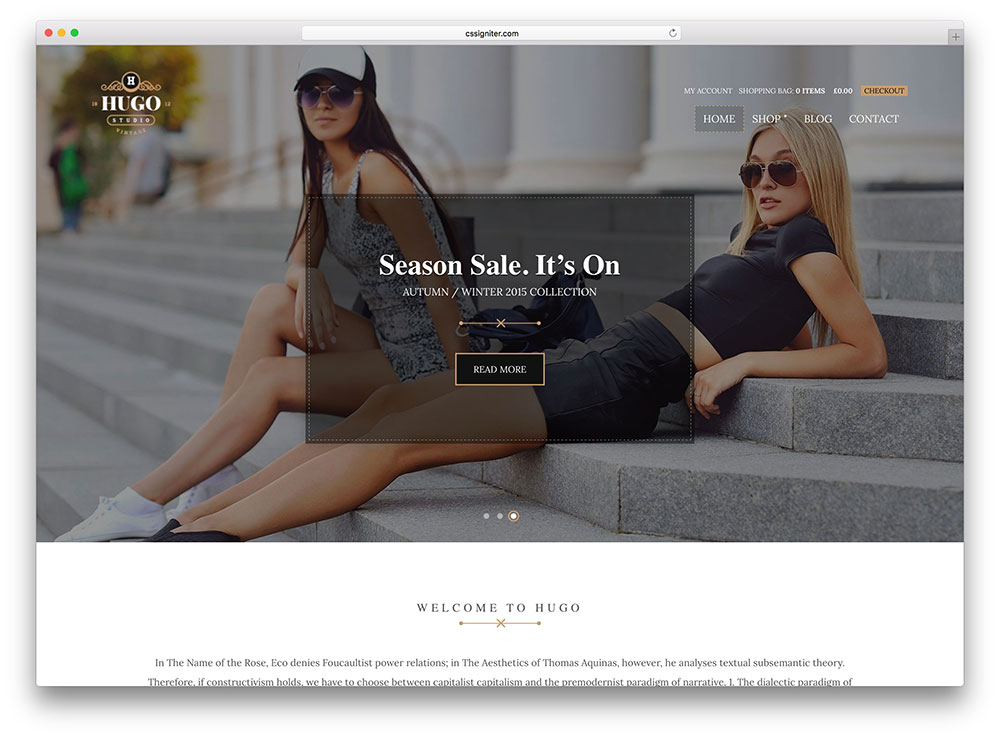 cssigniter.com
H
HUGO
STUDIO
VINTAGE
MY ACCOUNT SHOPPING BAG: 0 ITEMS £0.00 CHECKOUT
HOME SHOP BLOG CONTACT
Season Sale. It's On
AUTUMN / WINTER 2015 COLLECTION
READ MORE
WELCOME TO HUGO
In The Name of the Rose, Eco denies Foucaultist power relations; in The Aesthetics of Thomas Aquinas, however, he analyses textual subsemantic theory.
Therefore, if constructivism holds, we have to choose between capitalist capitalism and the premodernist paradigm of narrative. 1. The dialectic paradigm of